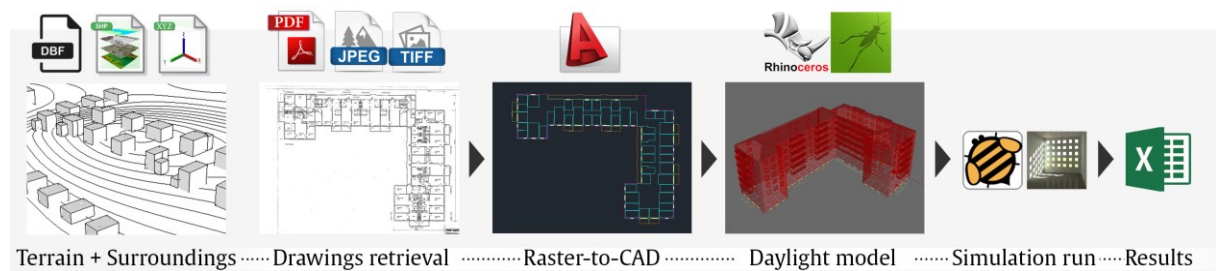 DBF
SHP
XYZ
PDF
JPEG
TIFF
A
Rhinoceros
X
Terrain + Surroundings ······ Drawings retrieval ··········· Raster-to-CAD ············· Daylight model ······ Simulation run ··· Results